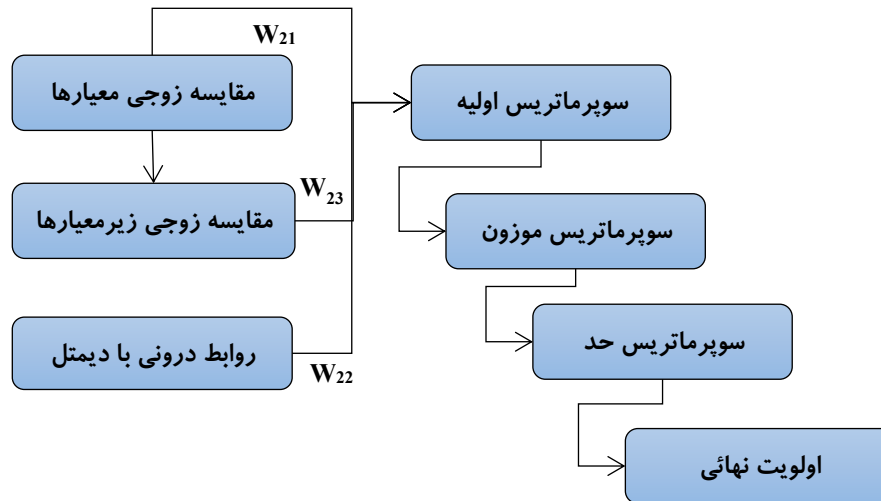 W21
مقایسه زوجی معیارها
سوپرماتریس اولیه
W23
مقایسه زوجی زیرمعیارها
سوپرماتریس موزون
روابط درونی با دیمتل
W22
سوپرماتریس حد
اولویت نهائی